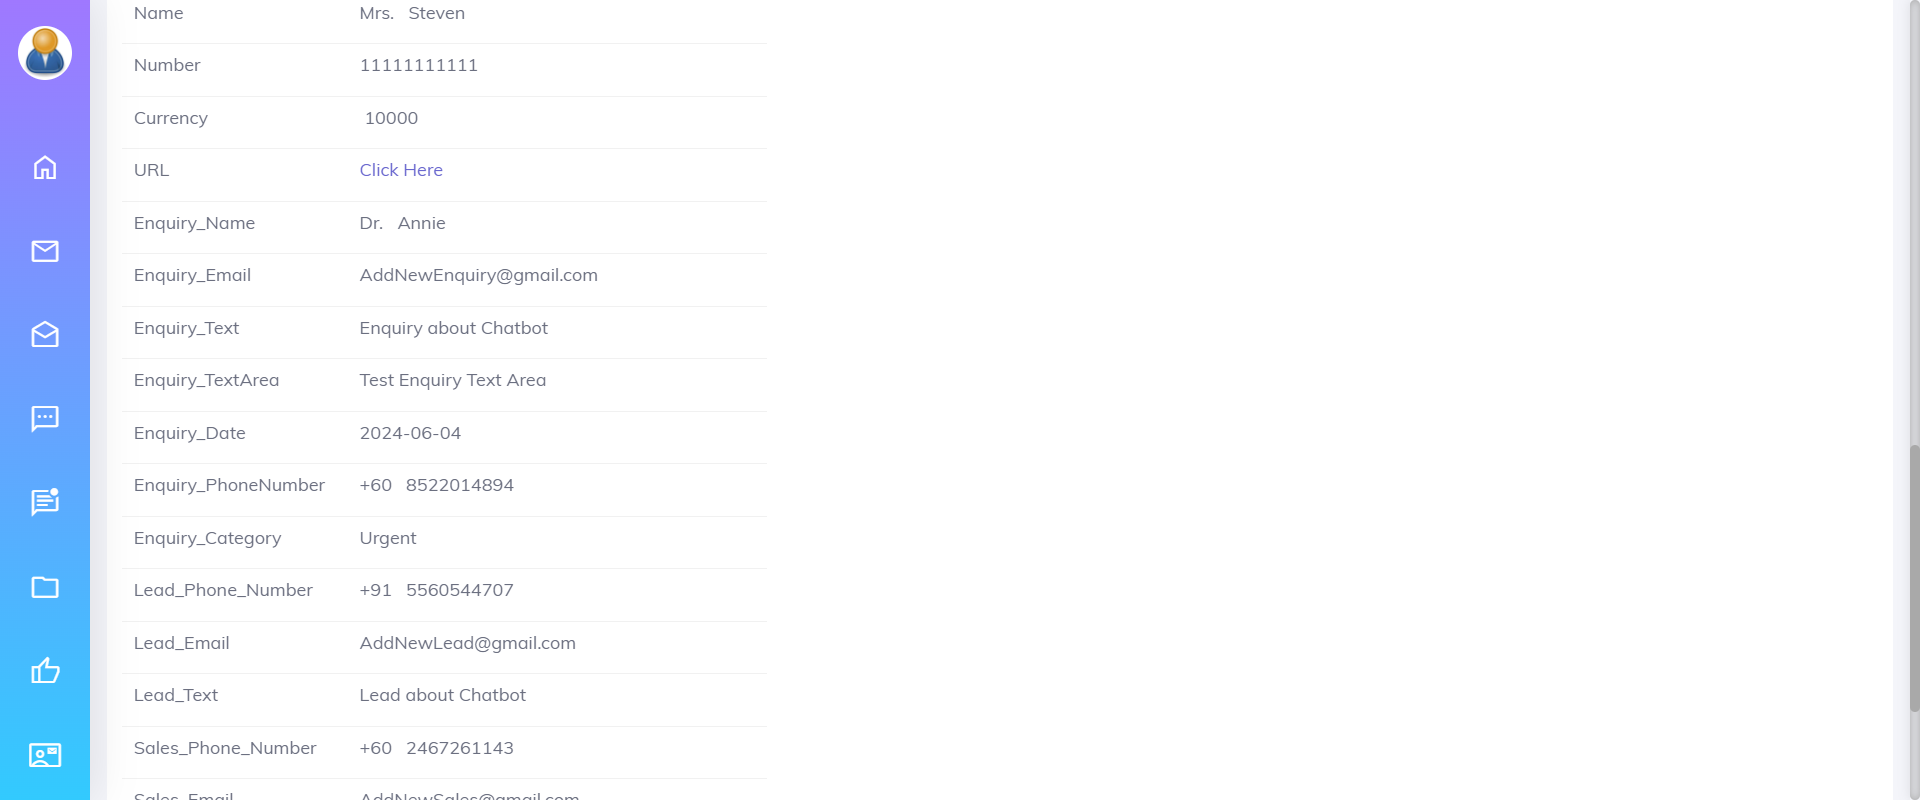 Name Mrs. Steven
Number 11111111111
Currency 10000
URL Click Here
Enquiry_Name Dr. Annie
Enquiry_Email AddNewEnquiry@gmail.com
Enquiry_Text Enquiry about Chatbot
Enquiry_TextArea Test Enquiry Text Area
Enquiry_Date 2024-06-04
Enquiry_PhoneNumber +60 8522014894
Enquiry_Category Urgent
Lead_Phone_Number +91 5560544707
Lead_Email AddNewLead@gmail.com
Lead_Text Lead about Chatbot
Sales_Phone_Number +60 2467261143
Sales_Email AddNewSales@gmail.com